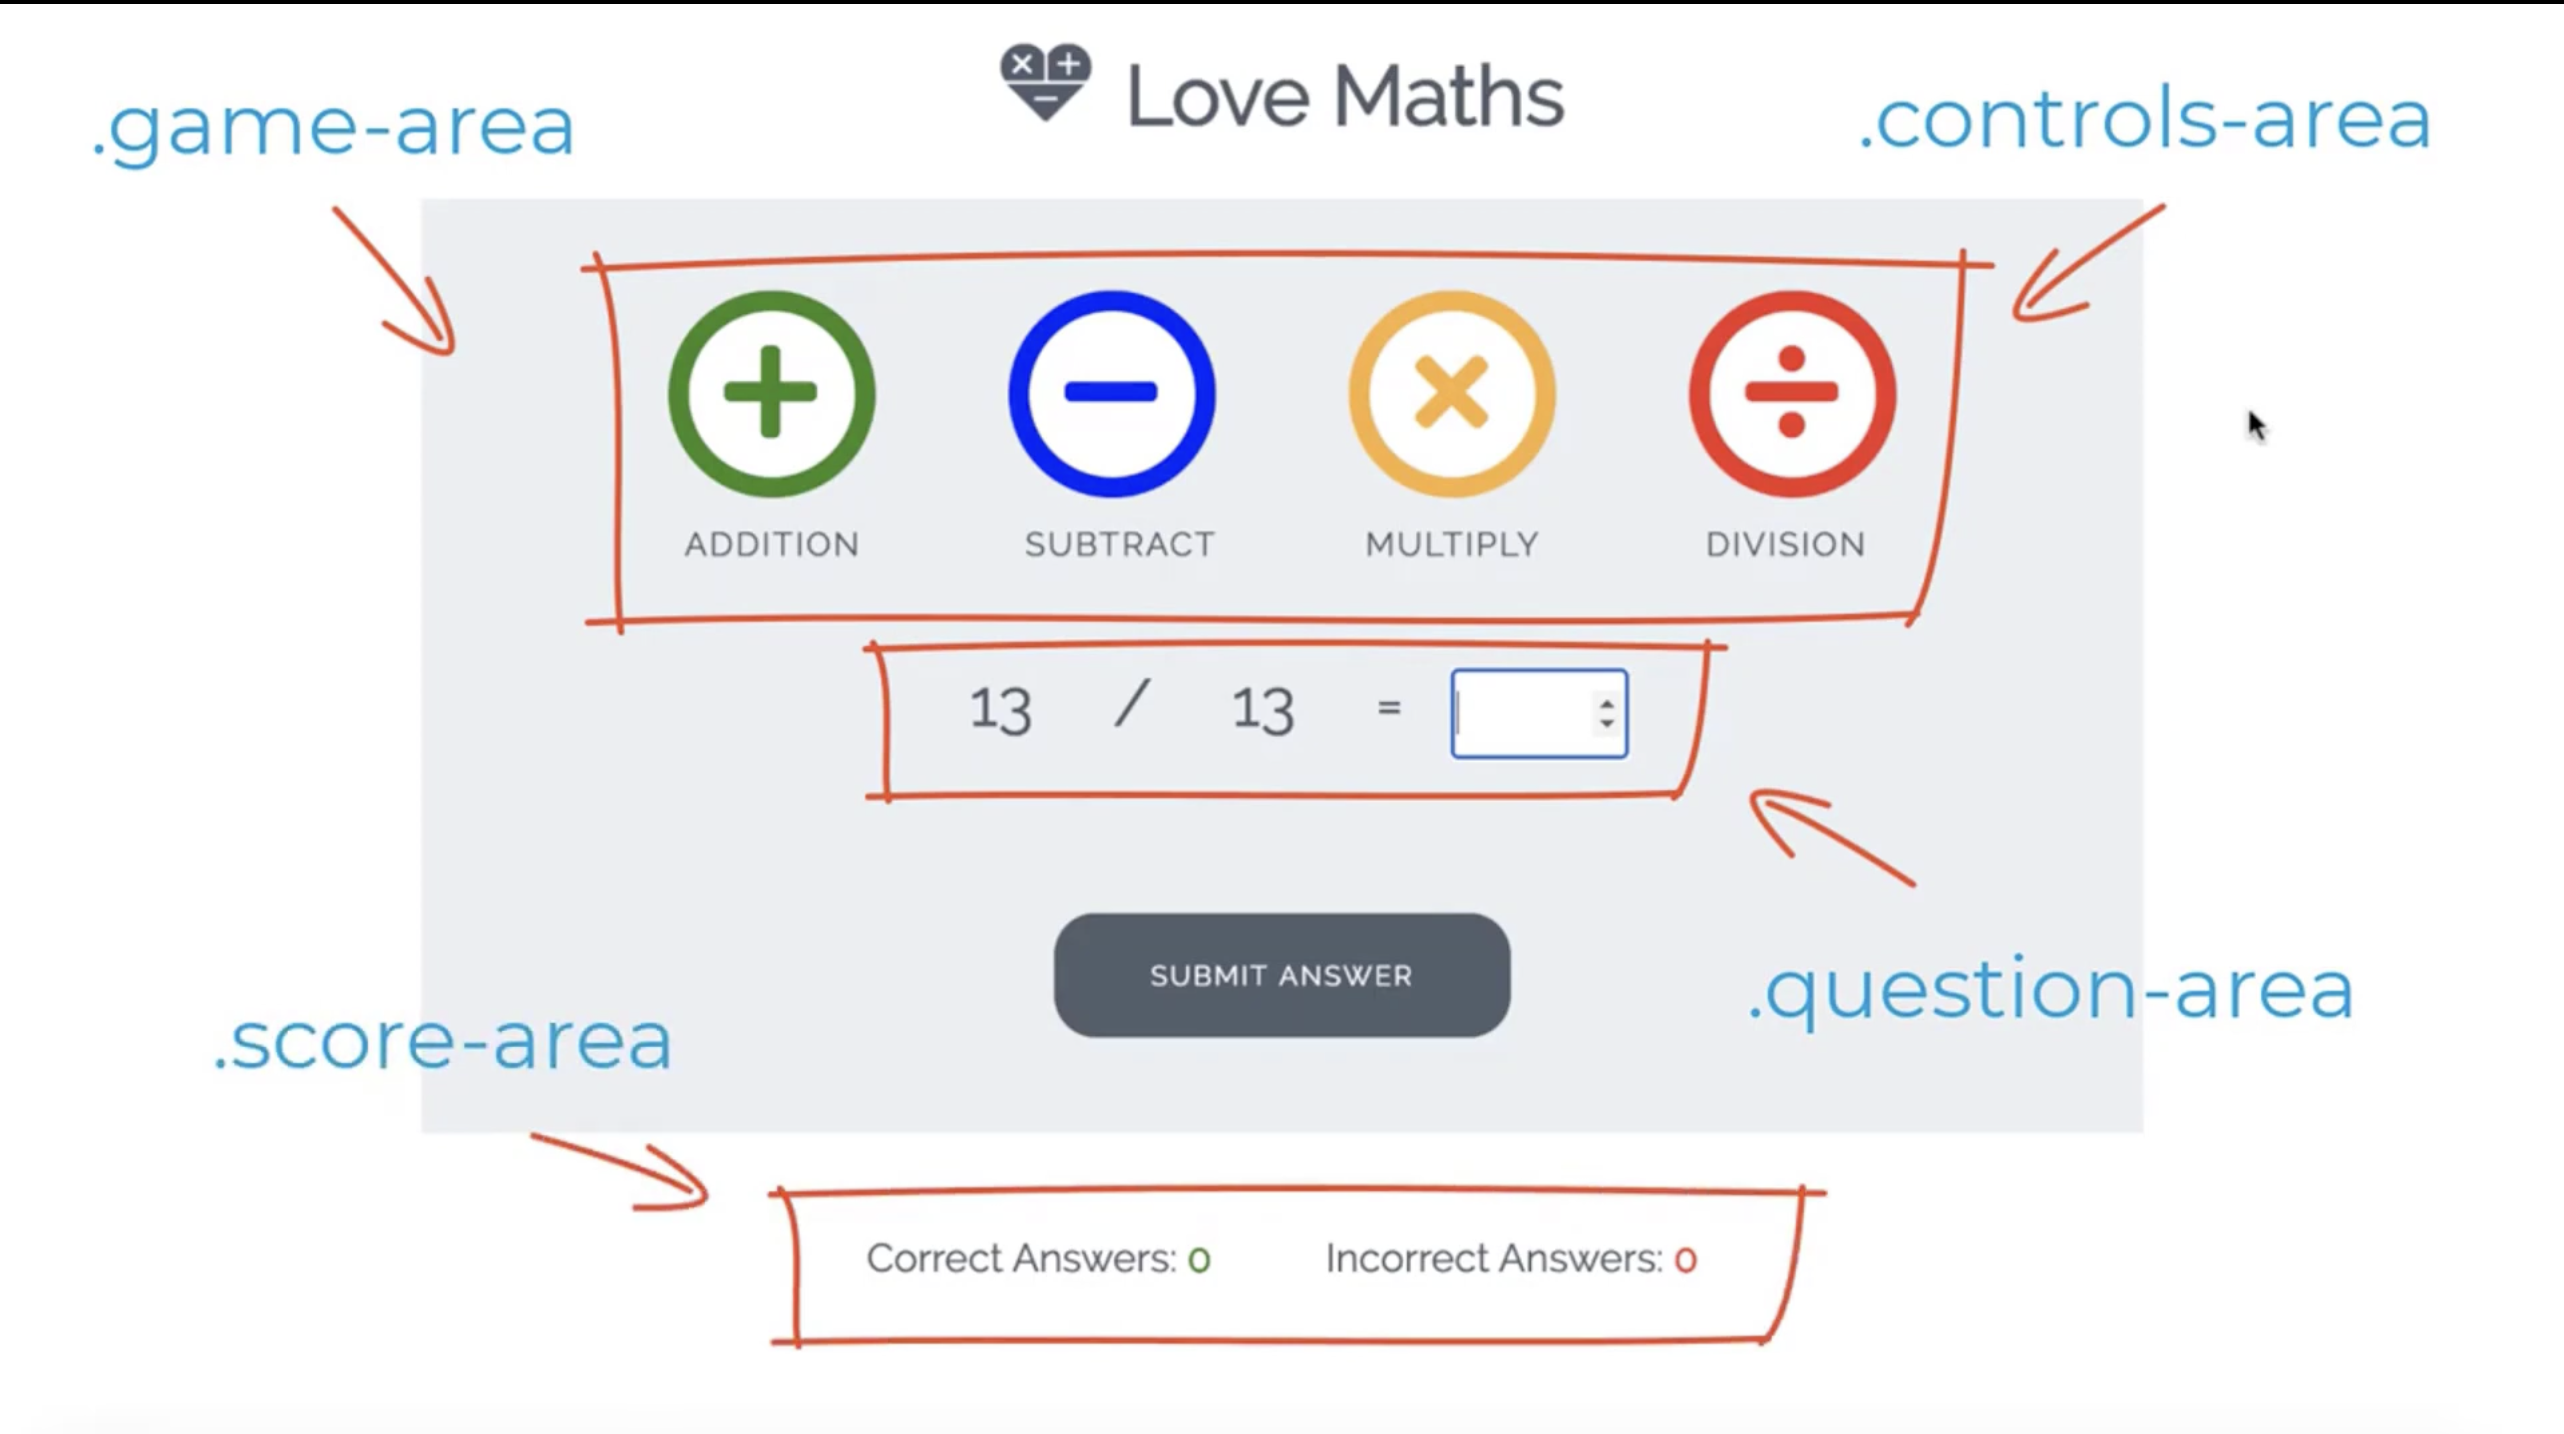 Love Maths
.game-area
.controls-area
ADDITION SUBTRACT MULTIPLY DIVISION
13 / 13 =
SUBMIT ANSWER
.question-area
.score-area
Correct Answers: 0 Incorrect Answers: 0